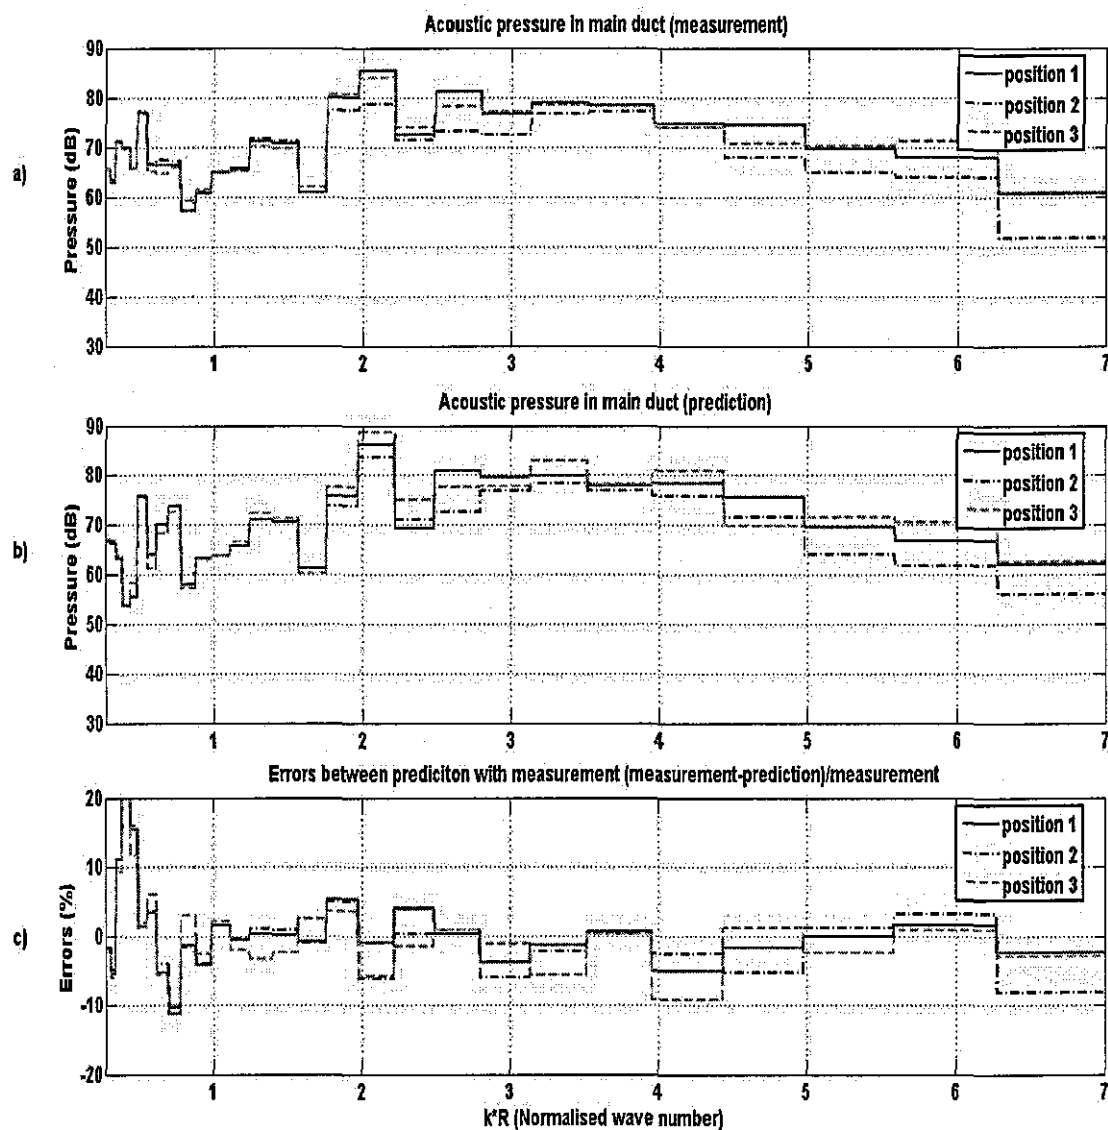 Acoustic pressure in main duct (measurement)
90
80
70
60
50
40
30
Pressure (dB)
a)
position 1
position 2
position 3
1 2 3 4 5 6 7
Acoustic pressure in main duct (prediction)
90
80
70
60
50
40
30
Pressure (dB)
b)
position 1
position 2
position 3
1 2 3 4 5 6 7
Errors between prediciton with measurement (measurement-prediction)/measurement
20
10
0
-10
-20
Errors (%)
c)
position 1
position 2
position 3
1 2 3 4 5 6 7
k*R (Normalised wave number)